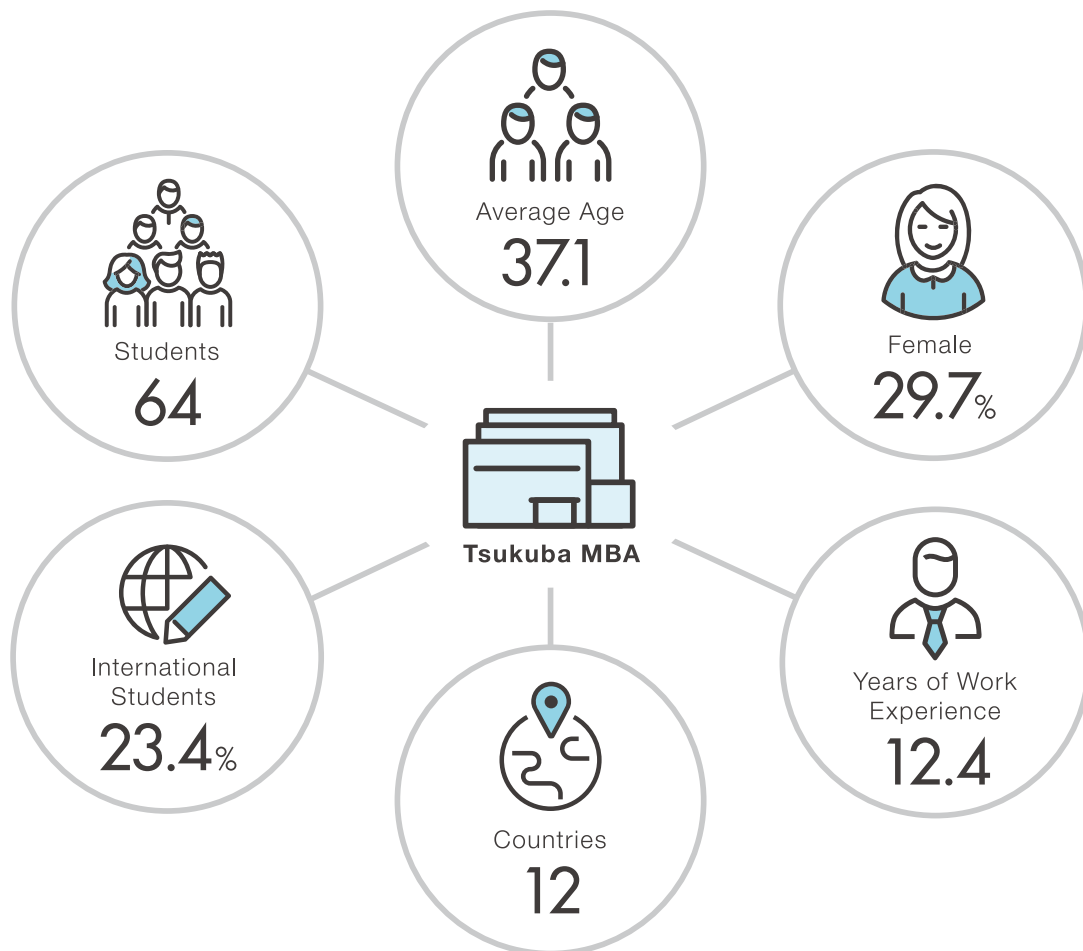 Average Age
37.1
Students
64
Female
29.7%
Tsukuba MBA
International
Students
23.4%
Years of Work
Experience
12.4
Countries
12